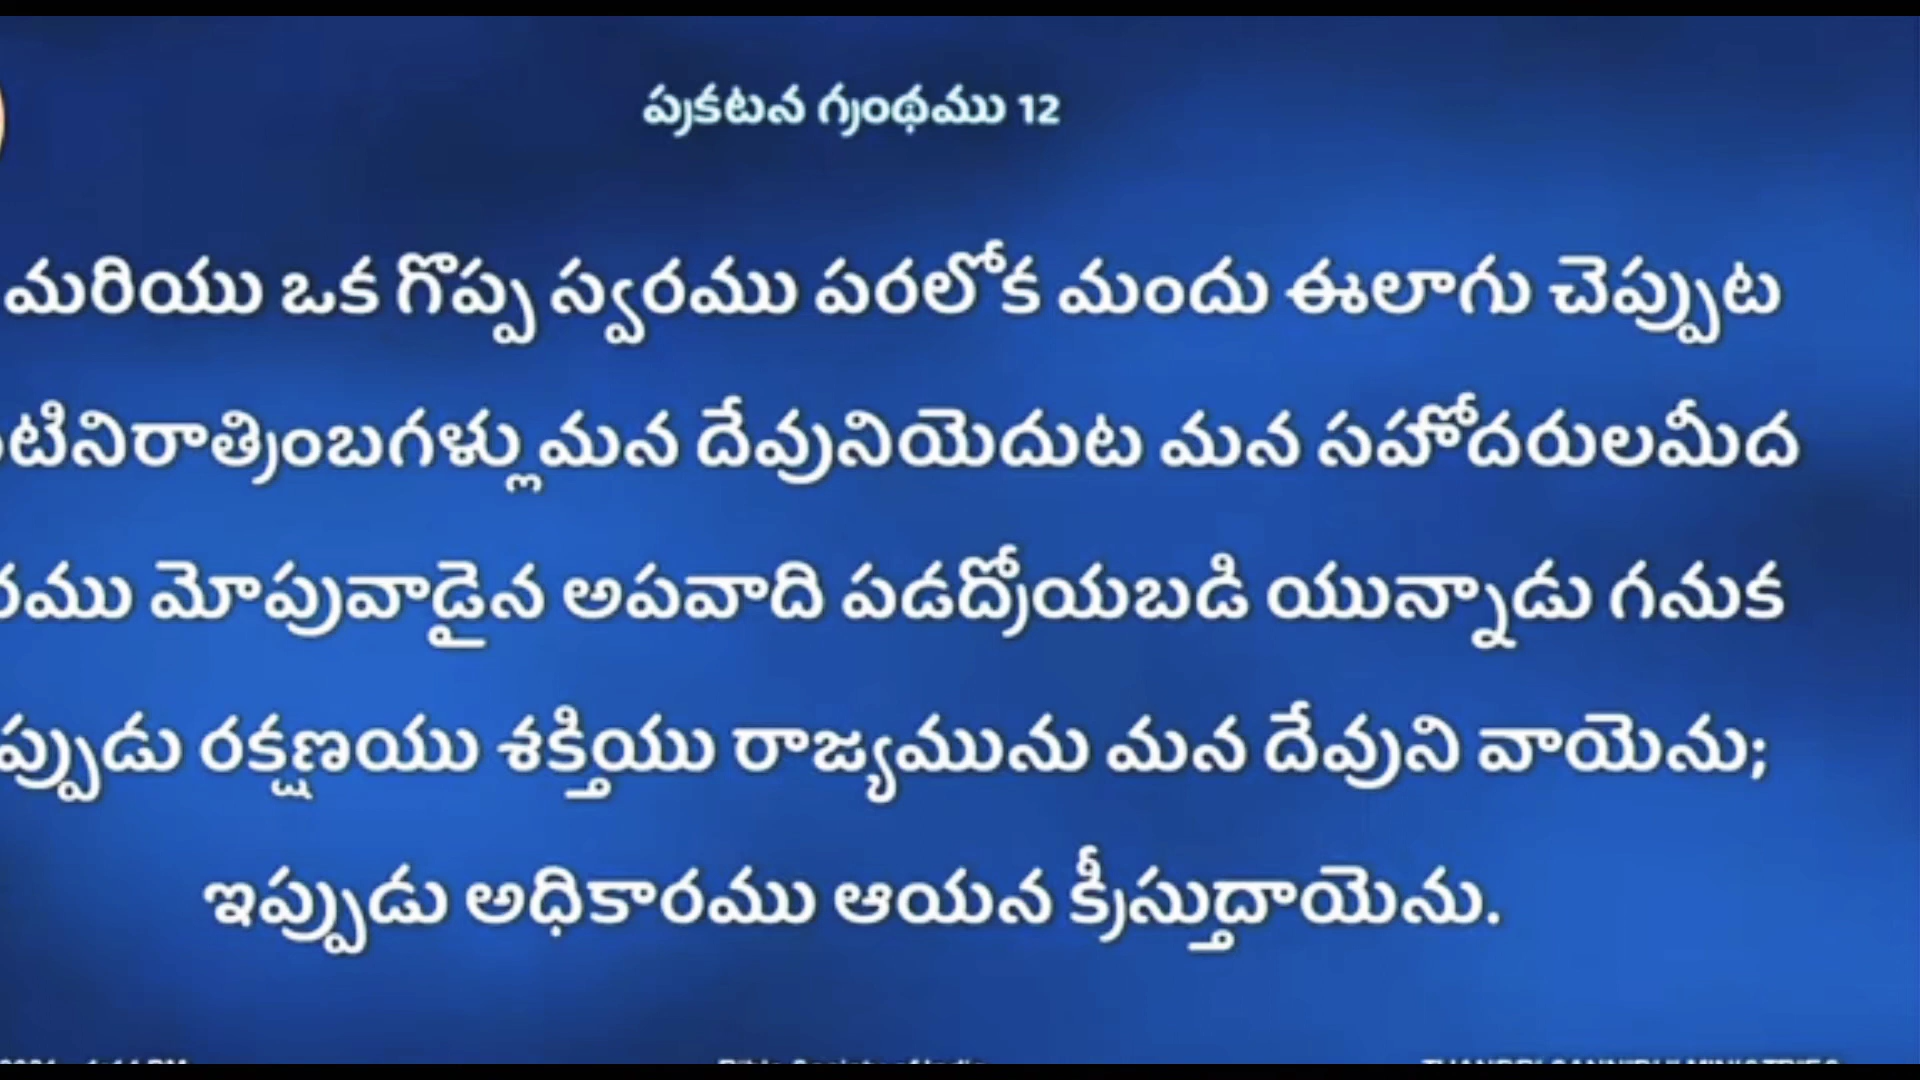 ప్రకటన గ్రంథము 12
మరియు ఒక గొప్ప స్వరము పరలోక మందు ఈలాగు చెప్పుట
రాత్రింబగళ్లు మన దేవునియెదుట మన సహోదరులమీద
మోపువాడైన అపవాది పడద్రోయబడి యున్నాడు గనుక
రక్షణయు శక్తియు రాజ్యమును మన దేవుని వాయెను;
ఇప్పుడు అధికారము ఆయన క్రీస్తుదాయెను.